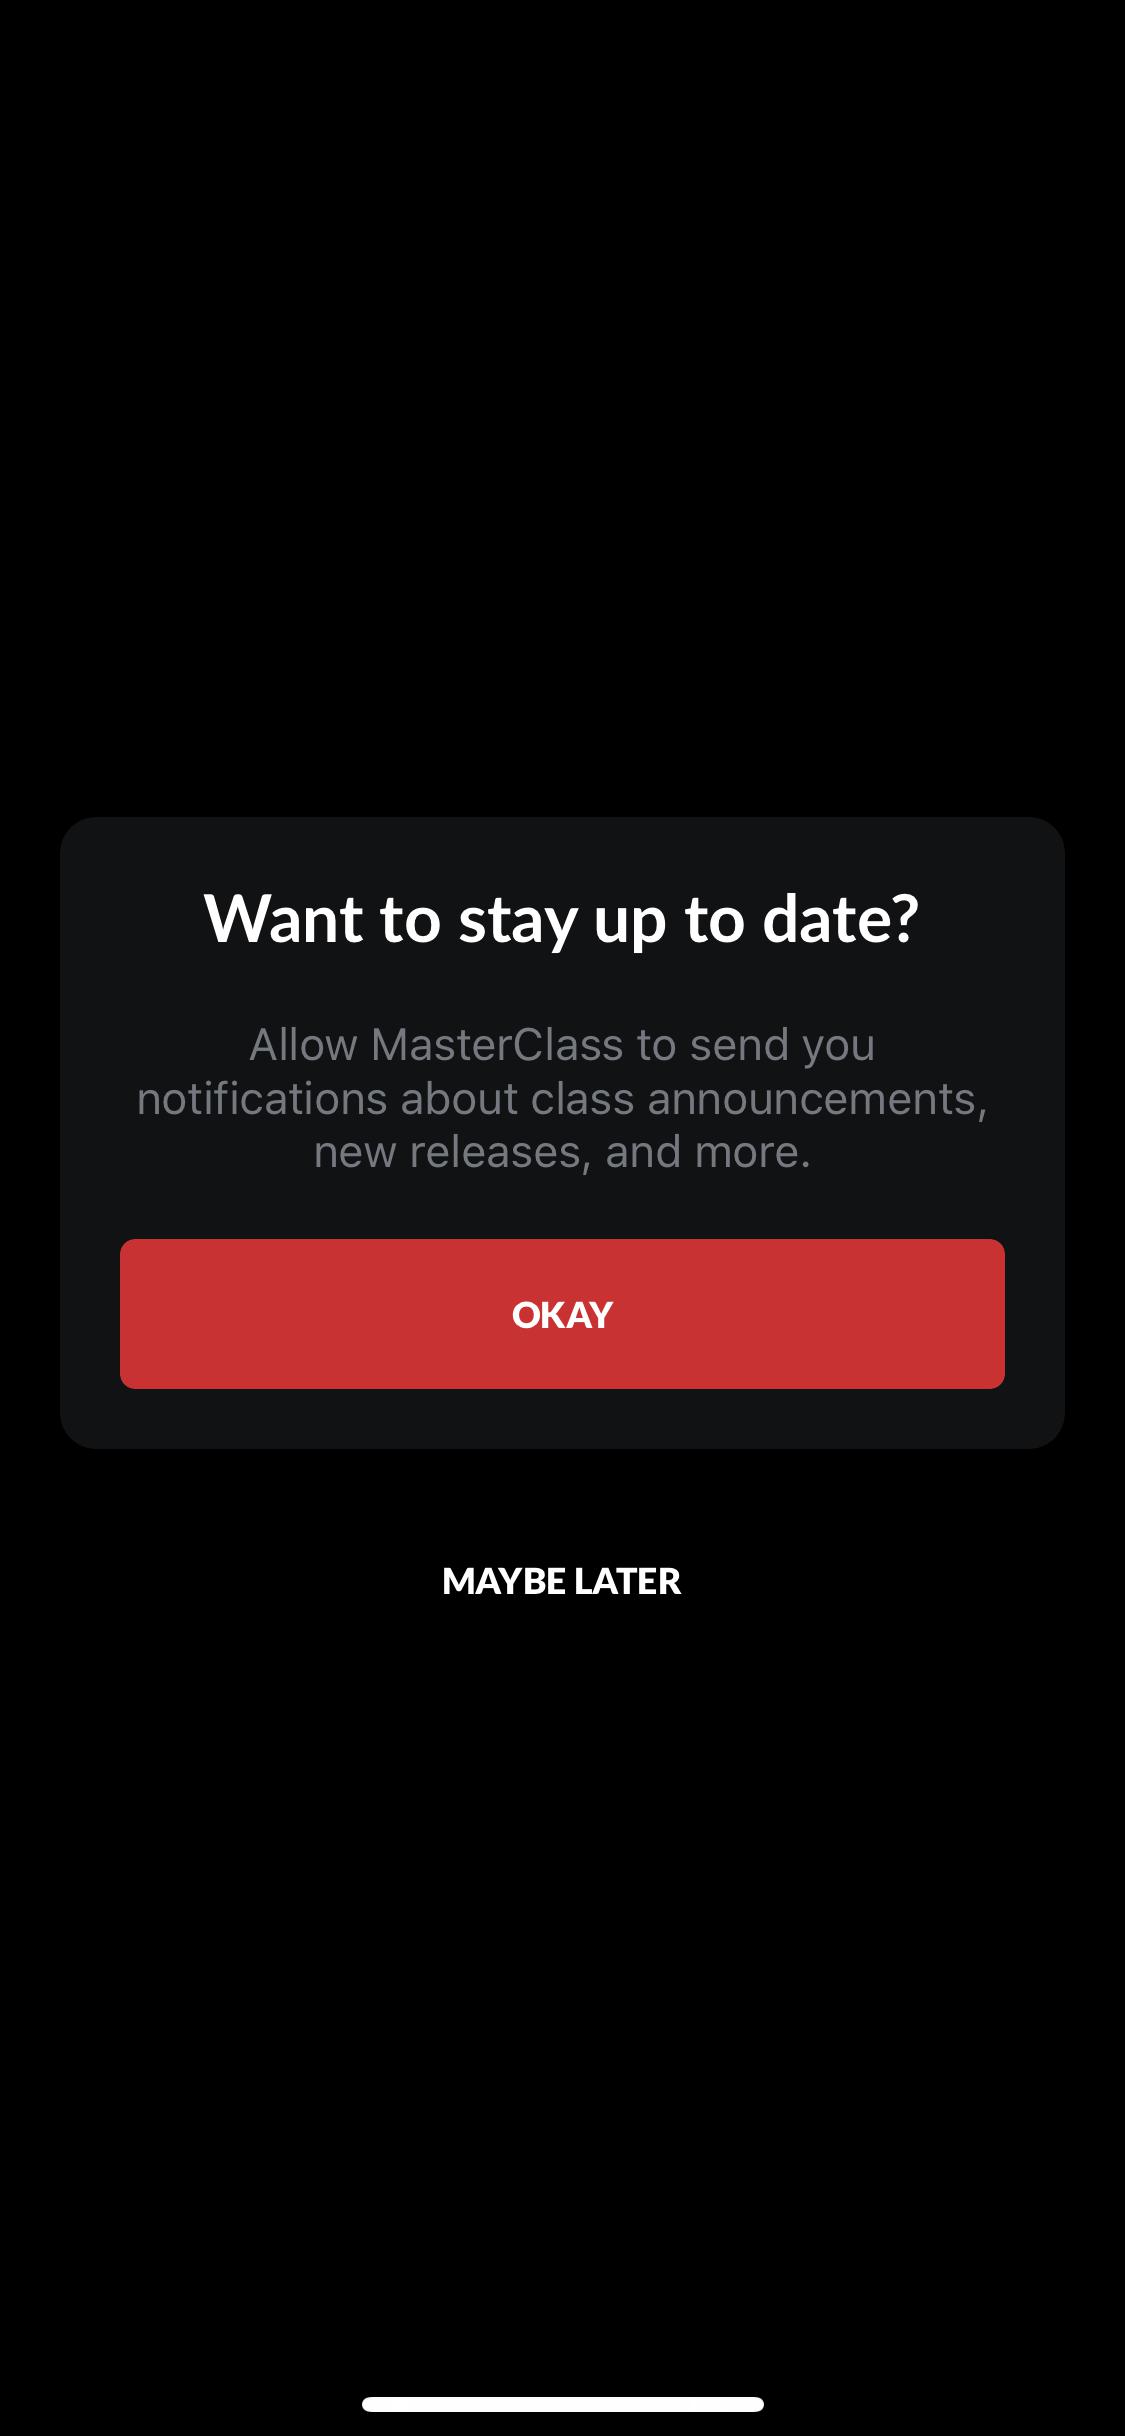 Want to stay up to date?
Allow MasterClass to send you
notifications about class announcements,
new releases, and more.
OKAY
MAYBE LATER